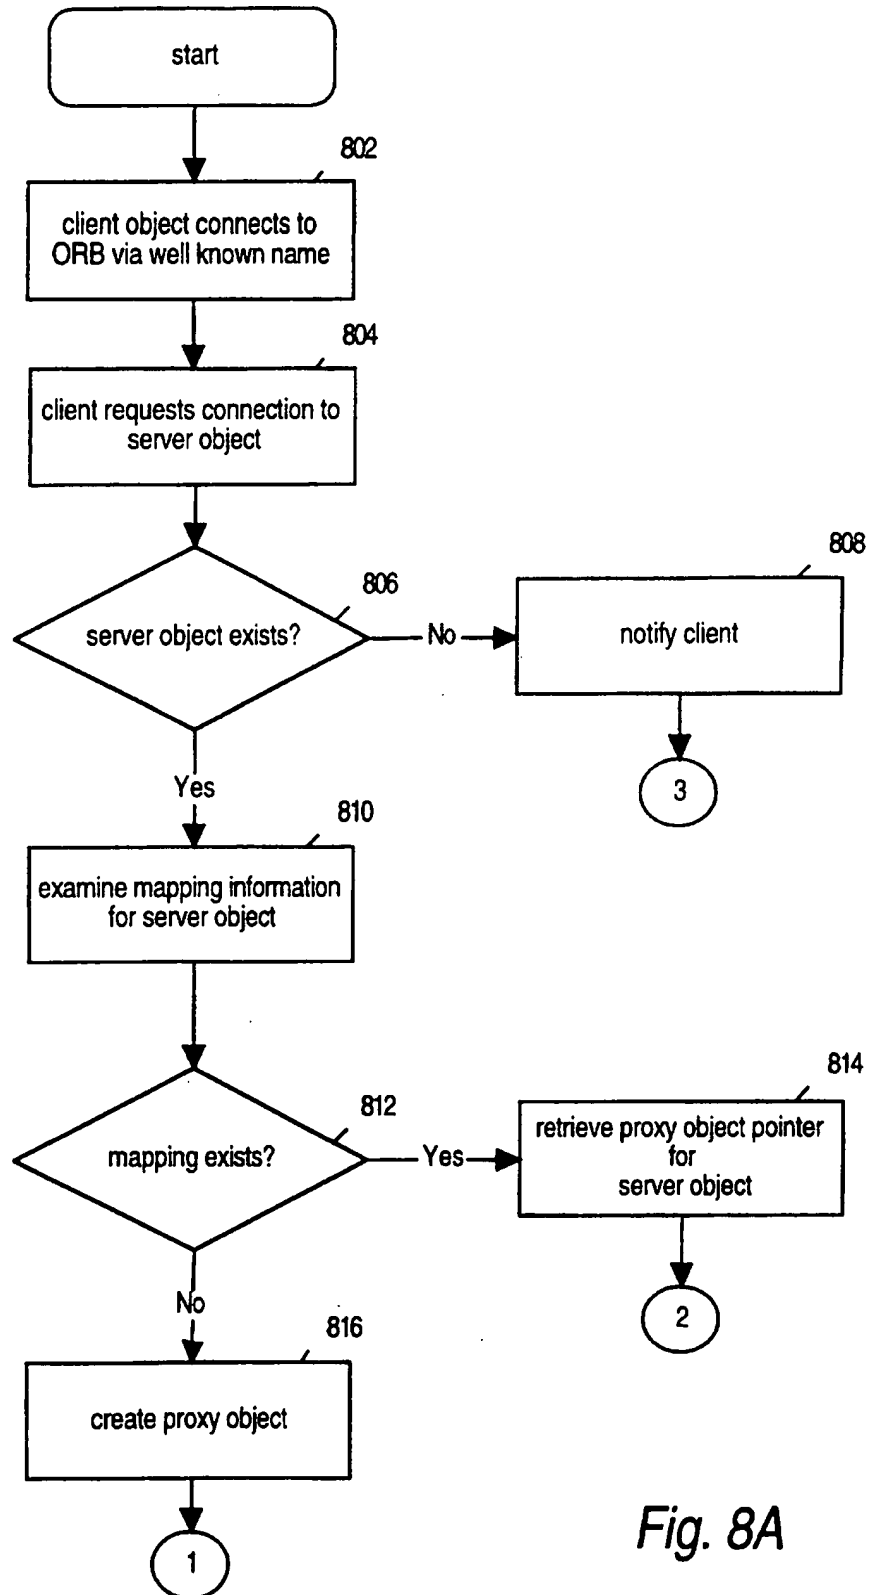 start
802
client object connects to
ORB via well known name
804
client requests connection to
server object
806
server object exists?
No
808
notify client
3
Yes
810
examine mapping information
for server object
812
mapping exists?
Yes
814
retrieve proxy object pointer
for
server object
2
No
816
create proxy object
1
Fig. 8A